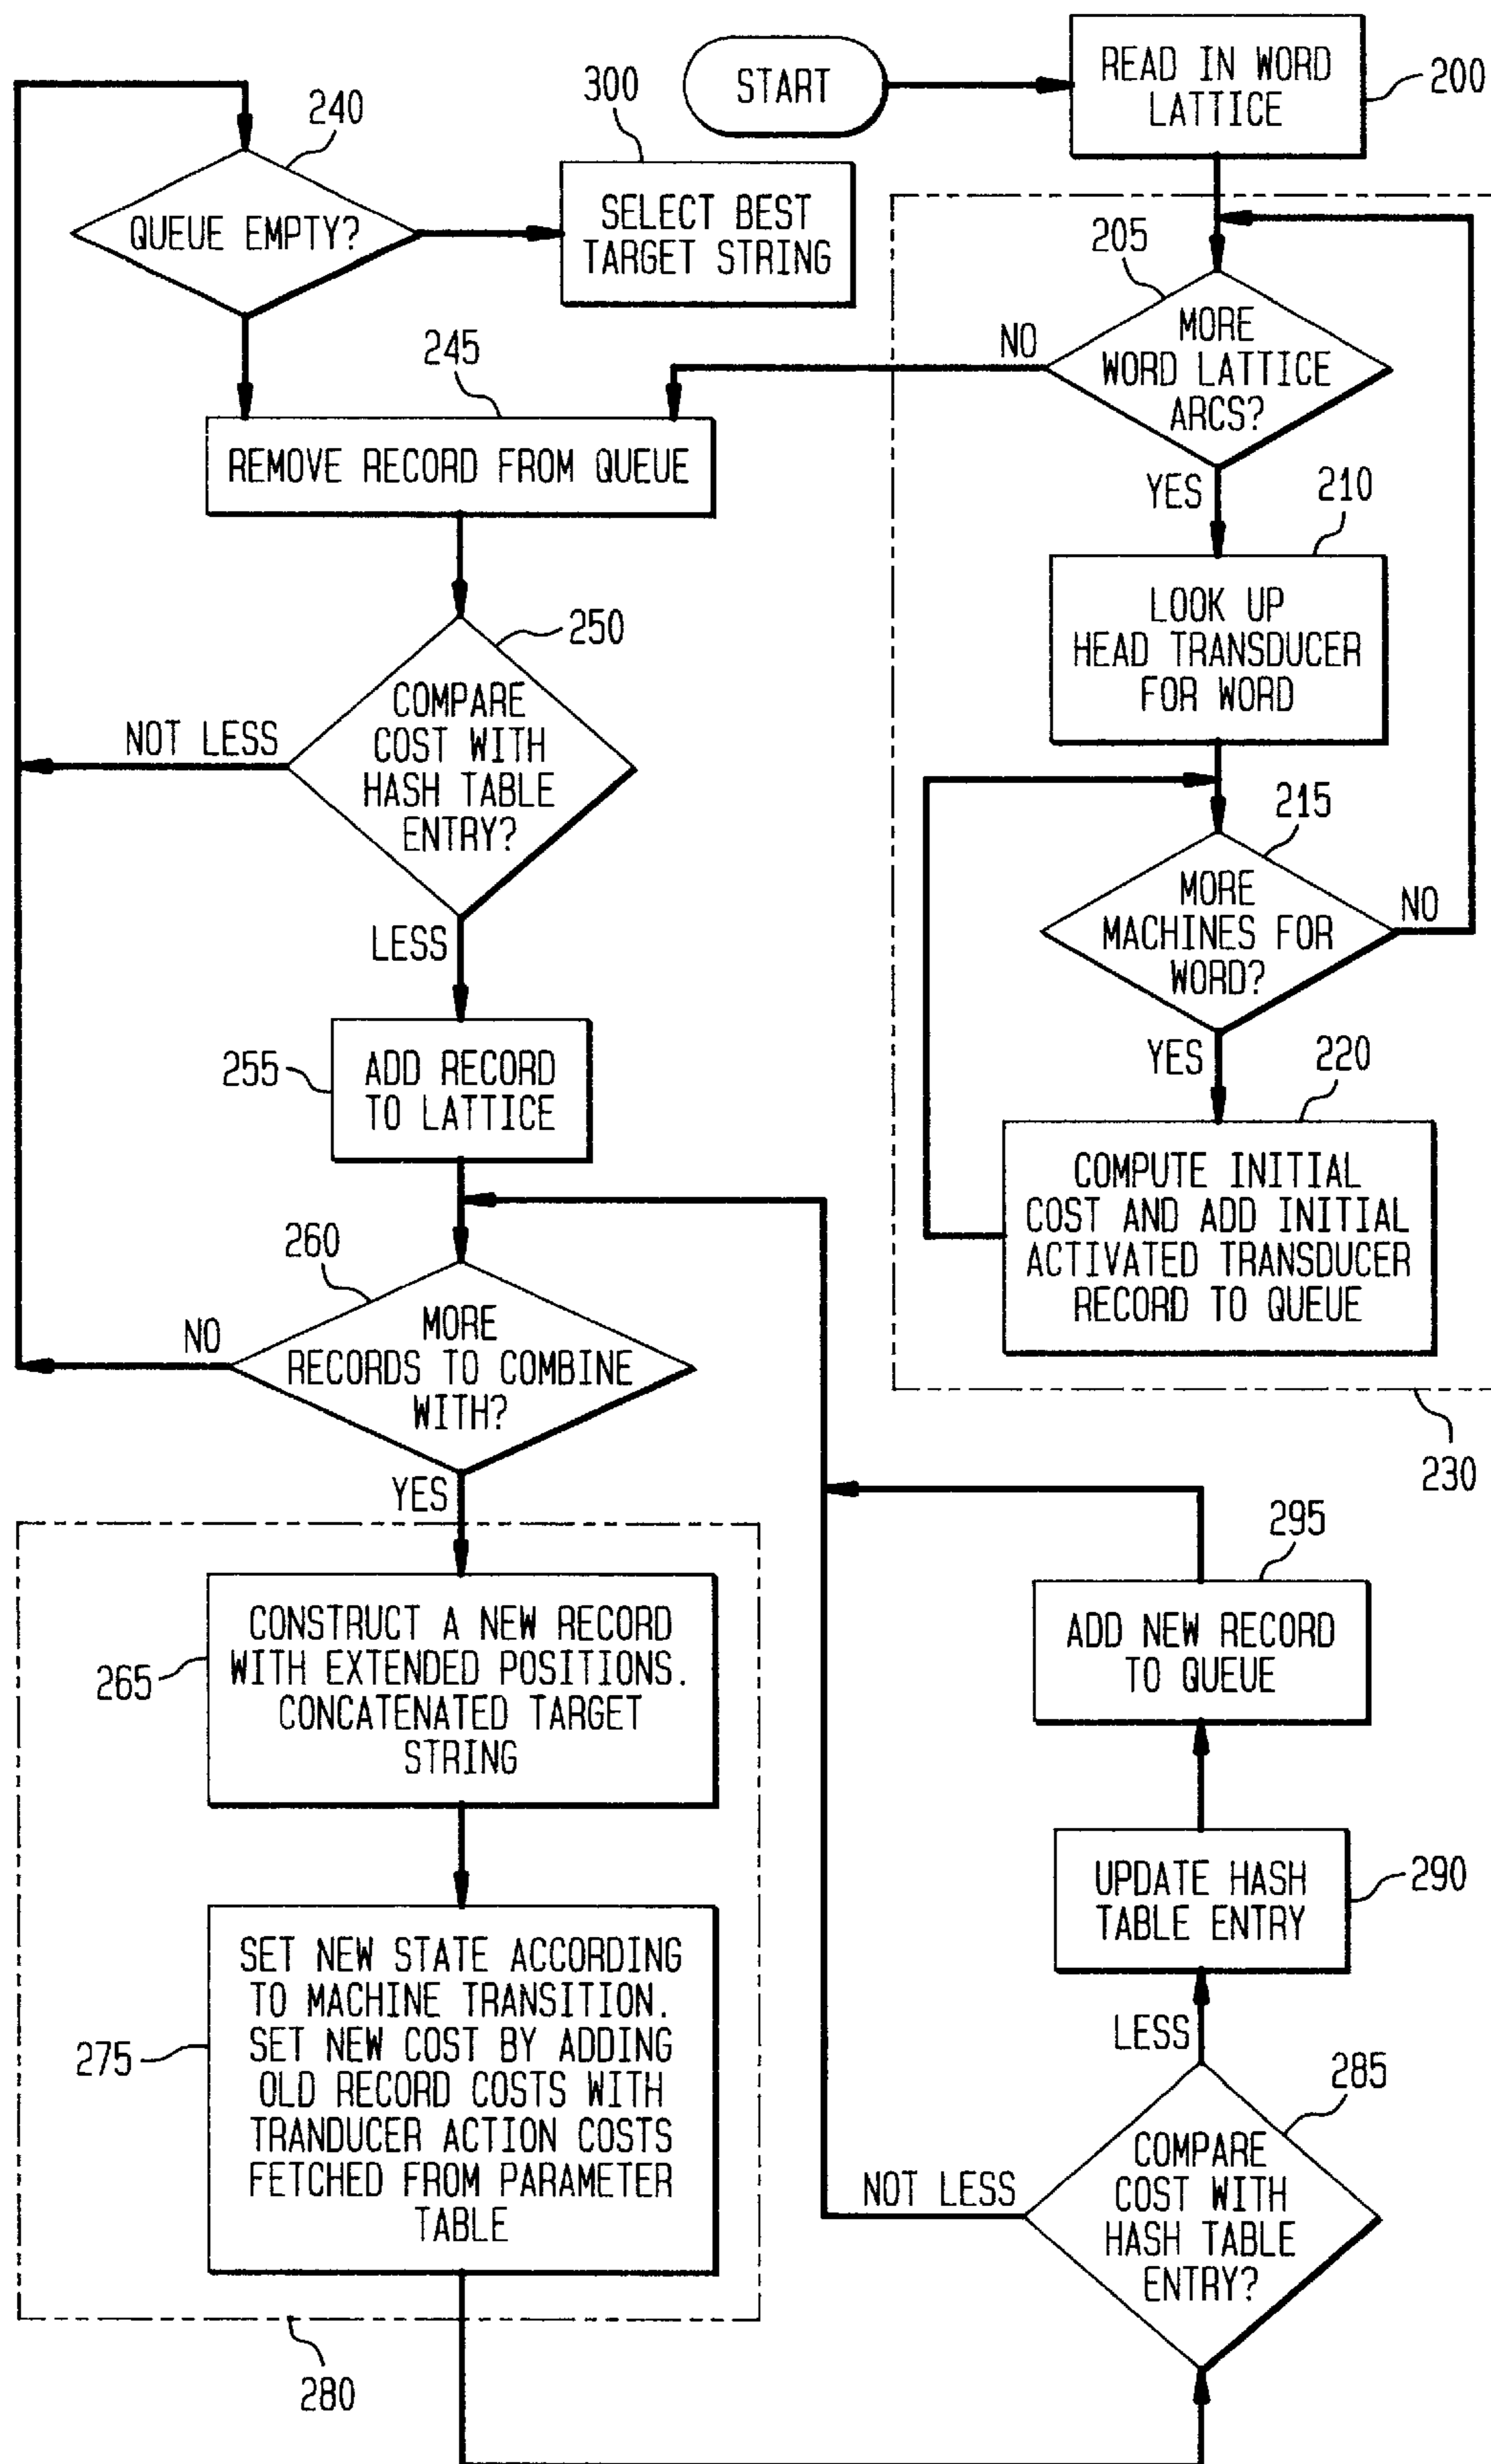 START
READ IN WORD
LATTICE
200
240
QUEUE EMPTY?
300
SELECT BEST
TARGET STRING
205
MORE
WORD LATTICE
ARCS?
NO
YES
210
LOOK UP
HEAD TRANSDUCER
FOR WORD
215
MORE
MACHINES FOR
WORD?
NO
YES
220
COMPUTE INITIAL
COST AND ADD INITIAL
ACTIVATED TRANSDUCER
RECORD TO QUEUE
230
245
REMOVE RECORD FROM QUEUE
250
COMPARE
COST WITH
HASH TABLE
ENTRY?
NOT LESS
LESS
255
ADD RECORD
TO LATTICE
260
MORE
RECORDS TO COMBINE
WITH?
NO
YES
265
CONSTRUCT A NEW RECORD
WITH EXTENDED POSITIONS.
CONCATENATED TARGET
STRING
275
SET NEW STATE ACCORDING
TO MACHINE TRANSITION.
SET NEW COST BY ADDING
OLD RECORD COSTS WITH
TRANDUCER ACTION COSTS
FETCHED FROM PARAMETER
TABLE
280
285
COMPARE
COST WITH
HASH TABLE
ENTRY?
NOT LESS
LESS
290
UPDATE HASH
TABLE ENTRY
295
ADD NEW RECORD
TO QUEUE